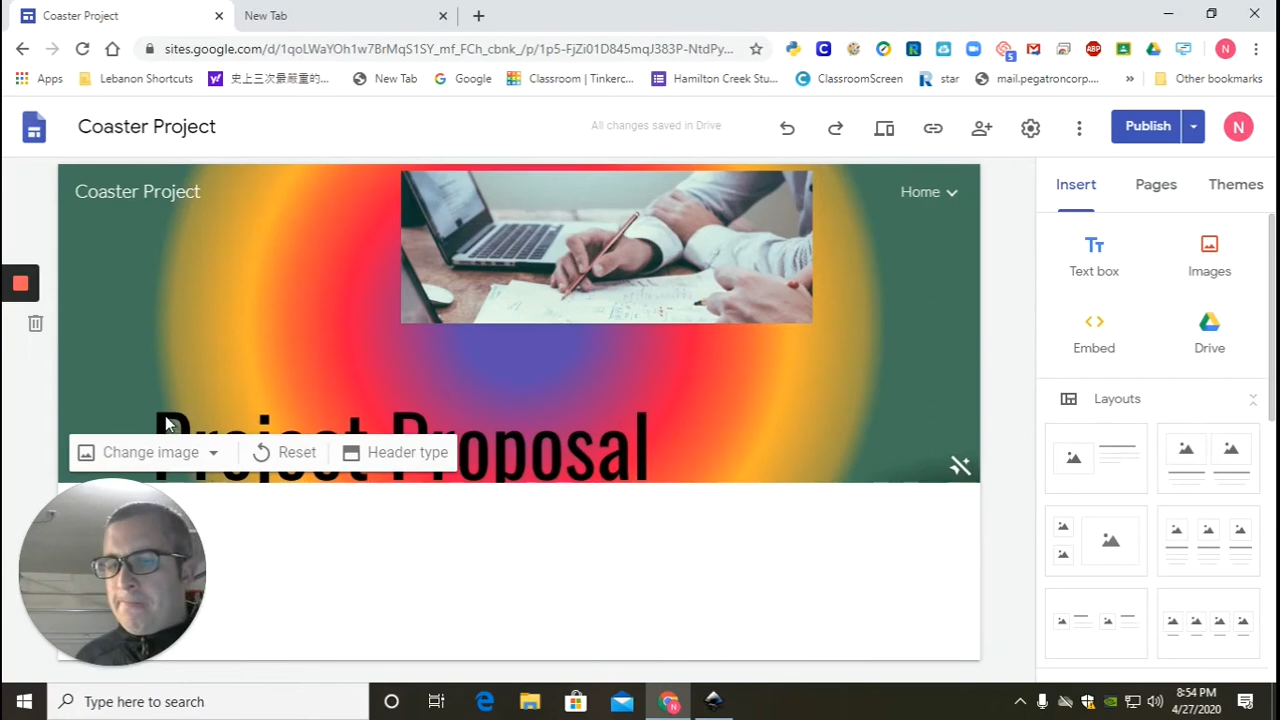 Coaster Project
New Tab
sites.google.com/d/1qoLWaYOh1w7BrMqS1SY_mf_FCh_cbnk_/p/1p5-FjZi01D845mqJ383P-NtdPy...
5
ABP
N
Apps
Lebanon Shortcuts
史上三次最嚴重的...
New Tab
Google
Classroom | Tinkerc...
Hamilton Creek Stu...
ClassroomScreen
star
mail.pegatroncorp....
»
Other bookmarks
Coaster Project
All changes saved in Drive
Publish
N
Coaster Project
Home
Insert
Pages
Themes
Text box
Images
Embed
Drive
Layouts
Project Proposal
Change image
Reset
Header type
Type here to search
8:54 PM
4/27/2020